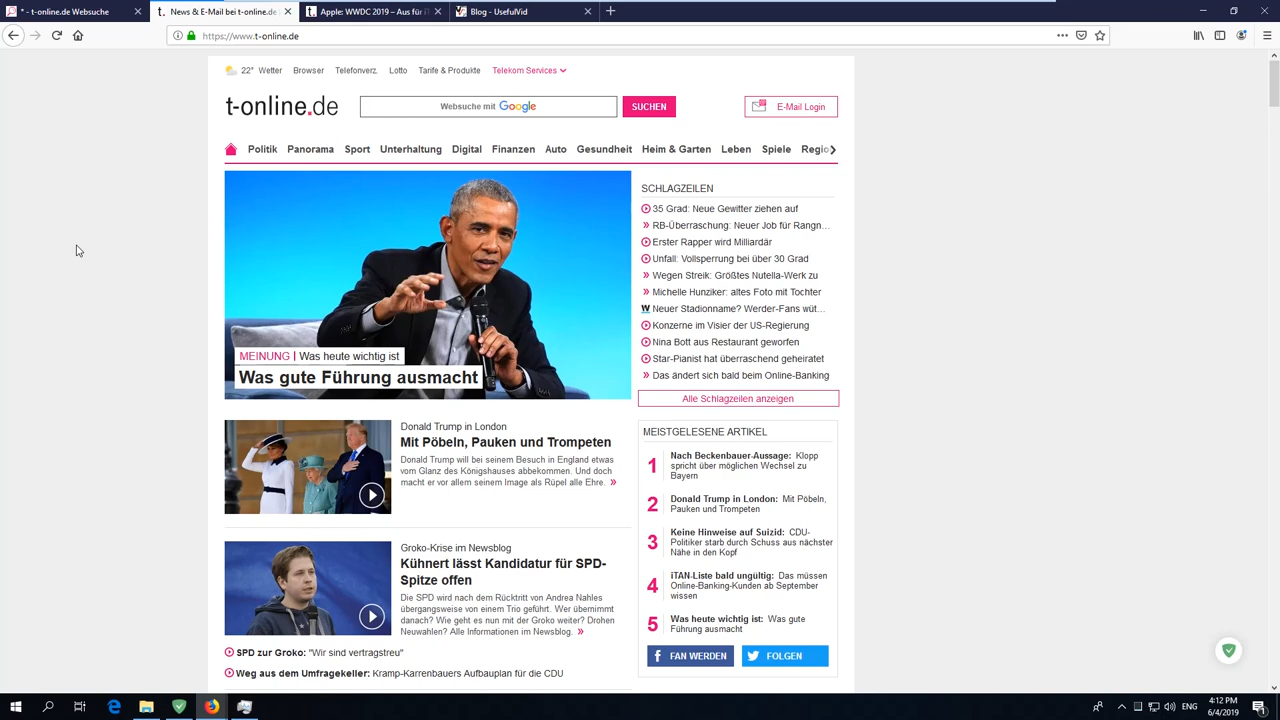 * - t-online.de Websuche
News & E-Mail bei t-online.de
Apple: WWDC 2019 – Aus für iT
Blog - UsefulVid
https://www.t-online.de
22° Wetter Browser Telefonverz. Lotto Tarife & Produkte Telekom Services
t-online.de
Websuche mit Google
SUCHEN
E-Mail Login
Politik Panorama Sport Unterhaltung Digital Finanzen Auto Gesundheit Heim & Garten Leben Spiele Regio
MEINUNG | Was heute wichtig ist
Was gute Führung ausmacht
Donald Trump in London
Mit Pöbeln, Pauken und Trompeten
Donald Trump will bei seinem Besuch in England etwas
vom Glanz des Königshauses abbekommen. Und doch
macht er vor allem seinem Image als Rüpel alle Ehre. »
Groko-Krise im Newsblog
Kühnert lässt Kandidatur für SPD-
Spitze offen
Die SPD wird nach dem Rücktritt von Andrea Nahles
übergangsweise von einem Trio geführt. Wer übernimmt
danach? Wie geht es nun mit der Groko weiter? Drohen
Neuwahlen? Alle Informationen im Newsblog. »
SPD zur Groko: "Wir sind vertragstreu"
Weg aus dem Umfragekeller: Kramp-Karrenbauers Aufbauplan für die CDU
SCHLAGZEILEN
35 Grad: Neue Gewitter ziehen auf
» RB-Überraschung: Neuer Job für Rangn...
Erster Rapper wird Milliardär
Unfall: Vollsperrung bei über 30 Grad
» Wegen Streik: Größtes Nutella-Werk zu
» Michelle Hunziker: altes Foto mit Tochter
W Neuer Stadionname? Werder-Fans wüt...
Konzerne im Visier der US-Regierung
Nina Bott aus Restaurant geworfen
Star-Pianist hat überraschend geheiratet
» Das ändert sich bald beim Online-Banking
Alle Schlagzeilen anzeigen
MEISTGELESENE ARTIKEL
1 Nach Beckenbauer-Aussage: Klopp
spricht über möglichen Wechsel zu
Bayern
2 Donald Trump in London: Mit Pöbeln,
Pauken und Trompeten
3 Keine Hinweise auf Suizid: CDU-
Politiker starb durch Schuss aus nächster
Nähe in den Kopf
4 iTAN-Liste bald ungültig: Das müssen
Online-Banking-Kunden ab September
wissen
5 Was heute wichtig ist: Was gute
Führung ausmacht
FAN WERDEN
FOLGEN
ENG
4:12 PM
6/4/2019